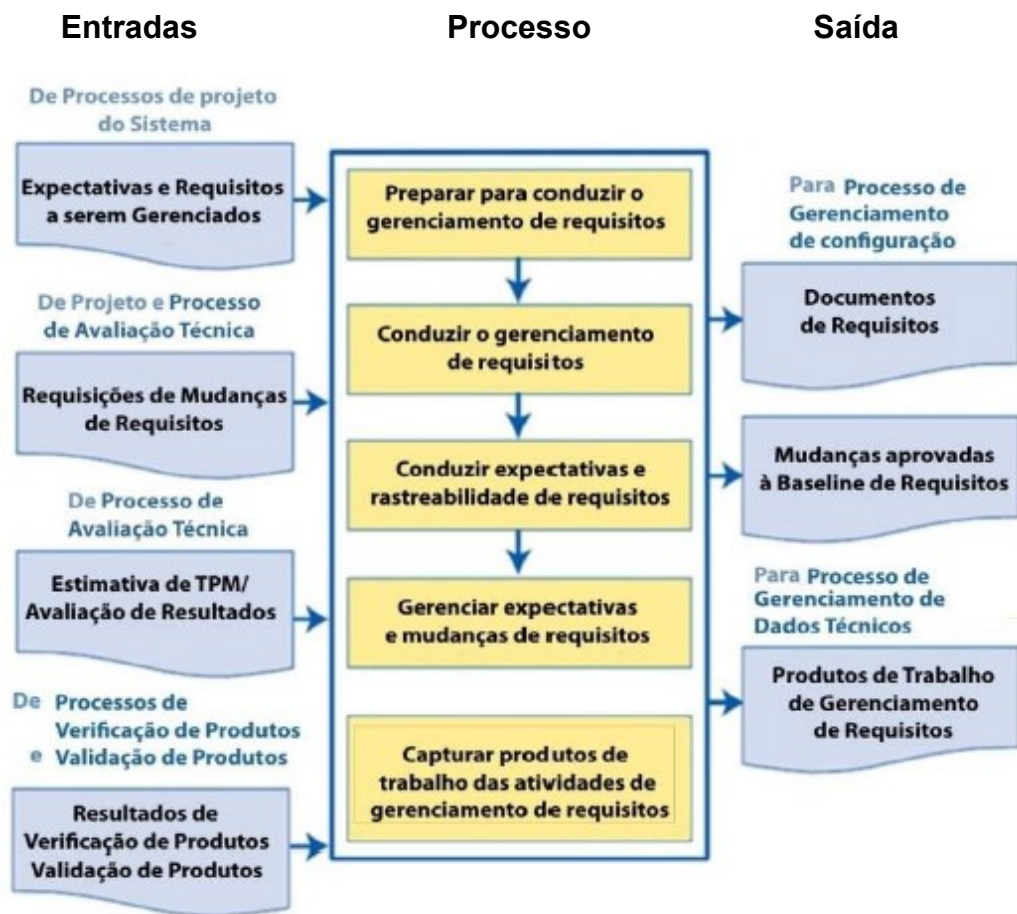 Entradas
Processo
Saída
De Processos de projeto
do Sistema
Expectativas e Requisitos
a serem Gerenciados
De Projeto e Processo
de Avaliação Técnica
Requisições de Mudanças
de Requisitos
De Processo de
Avaliação Técnica
Estimativa de TPM/
Avaliação de Resultados
De Processos de
Verificação de Produtos
e Validação de Produtos
Resultados de
Verificação de Produtos
Validação de Produtos
Preparar para conduzir o
gerenciamento de requisitos
Conduzir o gerenciamento
de requisitos
Conduzir expectativas e
rastreabilidade de requisitos
Gerenciar expectativas
e mudanças de requisitos
Capturar produtos de
trabalho das atividades de
gerenciamento de requisitos
Para Processo de
Gerenciamento
de configuração
Documentos
de Requisitos
Mudanças aprovadas
à Baseline de Requisitos
Para Processo de
Gerenciamento de
Dados Técnicos
Produtos de Trabalho
de Gerenciamento
de Requisitos